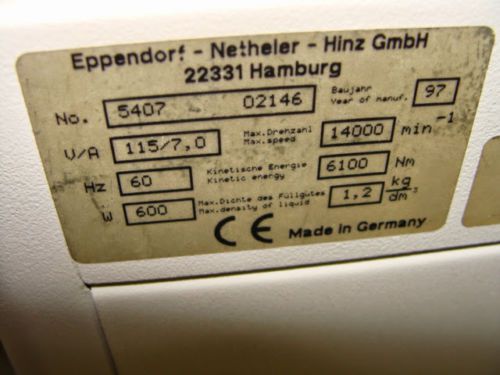 Eppendorf - Netheler - Hinz GmbH
22331 Hamburg
No. 5407 02146 Baujahr Year of manuf. 97
V/A 115/7,0 Max.Drehzahl Max.speed 14000 min⁻¹
Hz 60 Kinetische Energie Kinetic energy 6100 Nm
W 600 Max.Dichte des Füllgutes Max.density of liquid 1,2 kg/dm³
CE Made in Germany